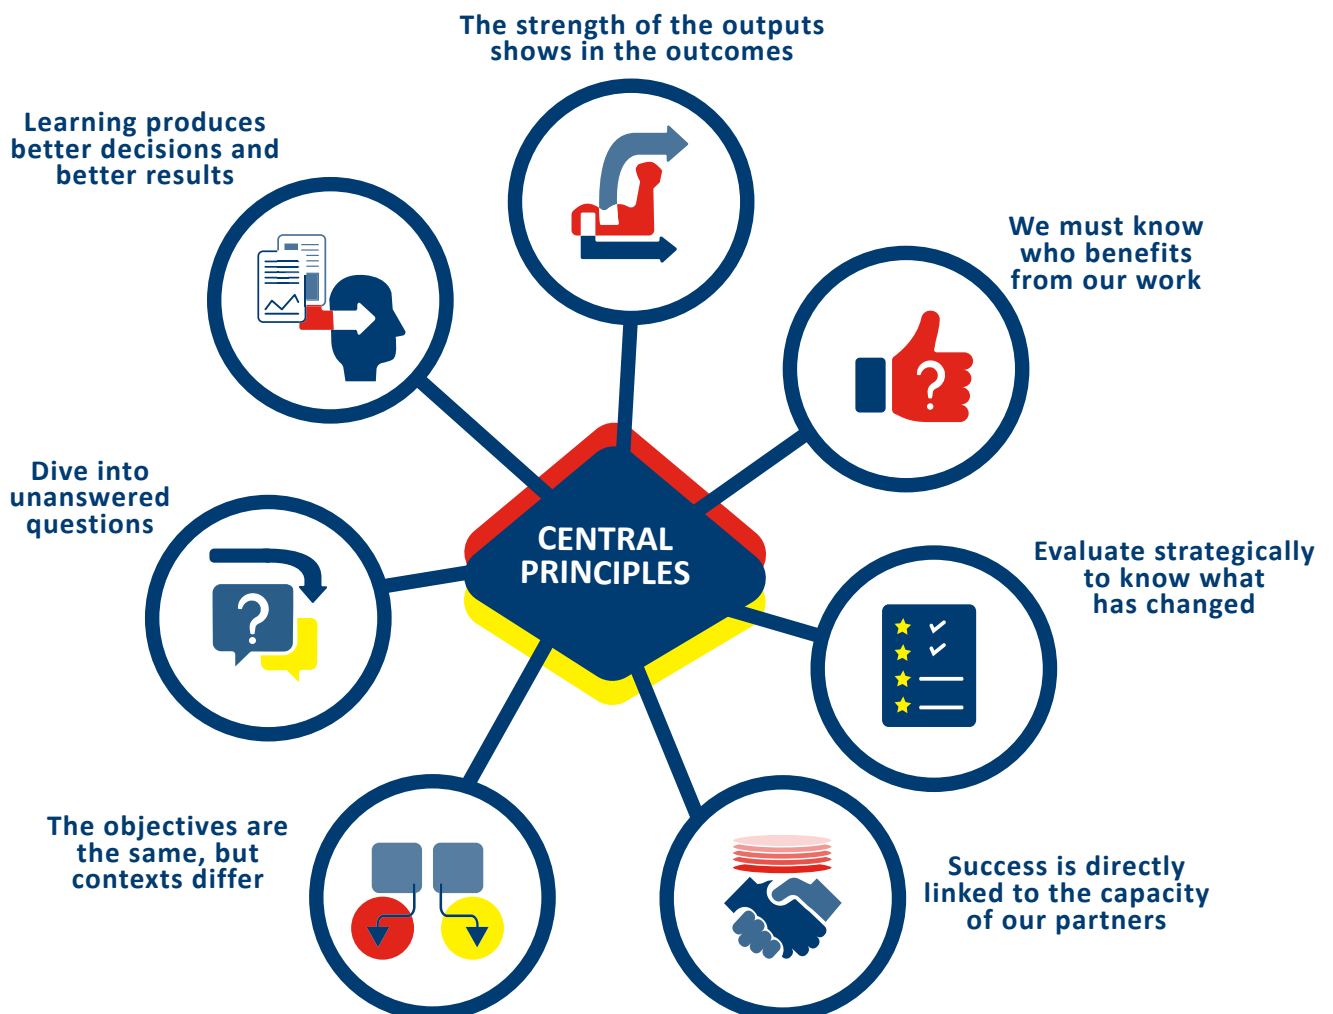 The strength of the outputs
shows in the outcomes
Learning produces
better decisions and
better results
We must know
who benefits
from our work
?
Dive into
unanswered
questions
?
CENTRAL
PRINCIPLES
Evaluate strategically
to know what
has changed
The objectives are
the same, but
contexts differ
Success is directly
linked to the capacity
of our partners